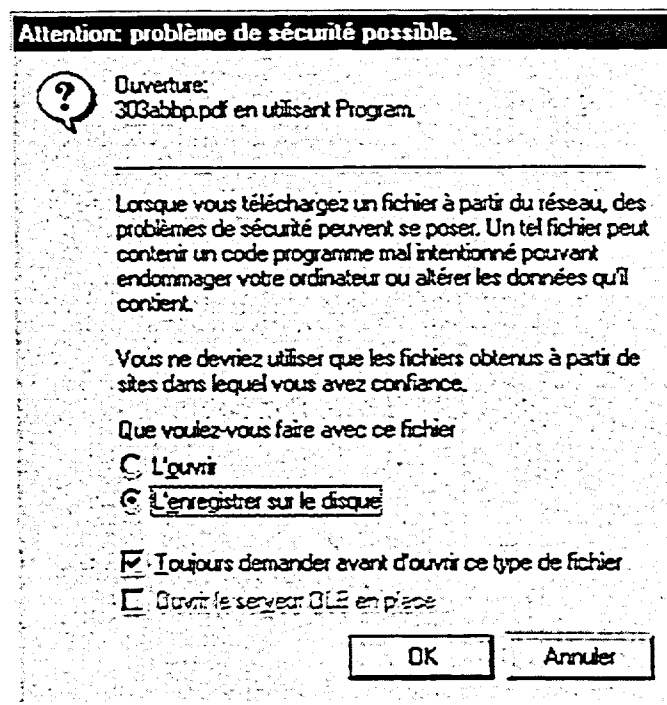 Attention: problème de sécurité possible.
Ouverture:
303abbp.pdf en utilisant Program.
Lorsque vous téléchargez un fichier à partir du réseau, des
problèmes de sécurité peuvent se poser. Un tel fichier peut
contenir un code programme mal intentionné pouvant
endommager votre ordinateur ou altérer les données qu'il
contient.
Vous ne devriez utiliser que les fichiers obtenus à partir de
sites dans lequel vous avez confiance.
Que voulez-vous faire avec ce fichier
L'ouvrir
L'enregistrer sur le disque
Toujours demander avant d'ouvrir ce type de fichier
Ouvrir le serveur OLE en place
OK
Annuler